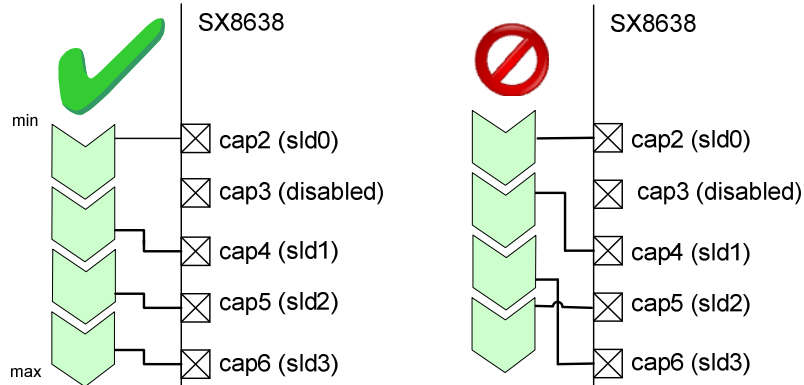 SX8638
min
cap2 (sld0)
cap3 (disabled)
cap4 (sld1)
cap5 (sld2)
cap6 (sld3)
max
SX8638
cap2 (sld0)
cap3 (disabled)
cap4 (sld1)
cap5 (sld2)
cap6 (sld3)